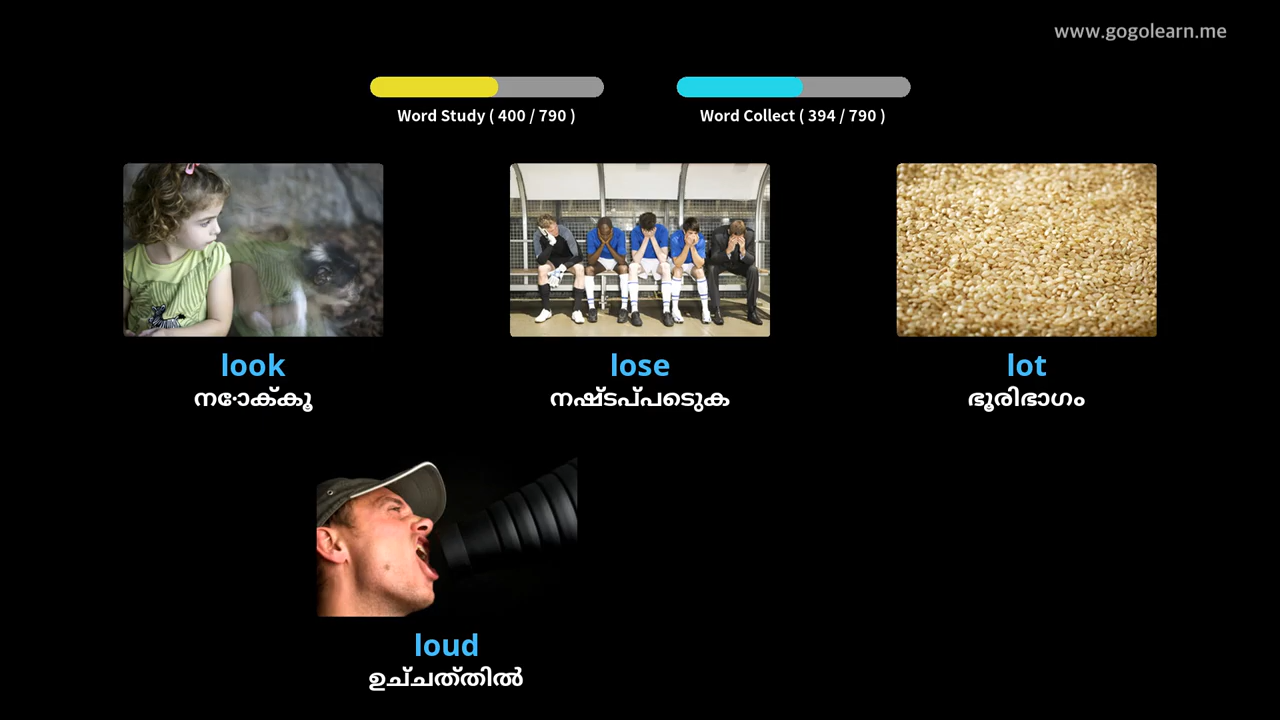 www.gogolearn.me
Word Study ( 400 / 790 )
Word Collect ( 394 / 790 )
look
നോക്കൂ
lose
നഷ്ടപ്പടെുക
lot
ഭൂരിഭാഗം
loud
ഉച്ചത്തിൽ